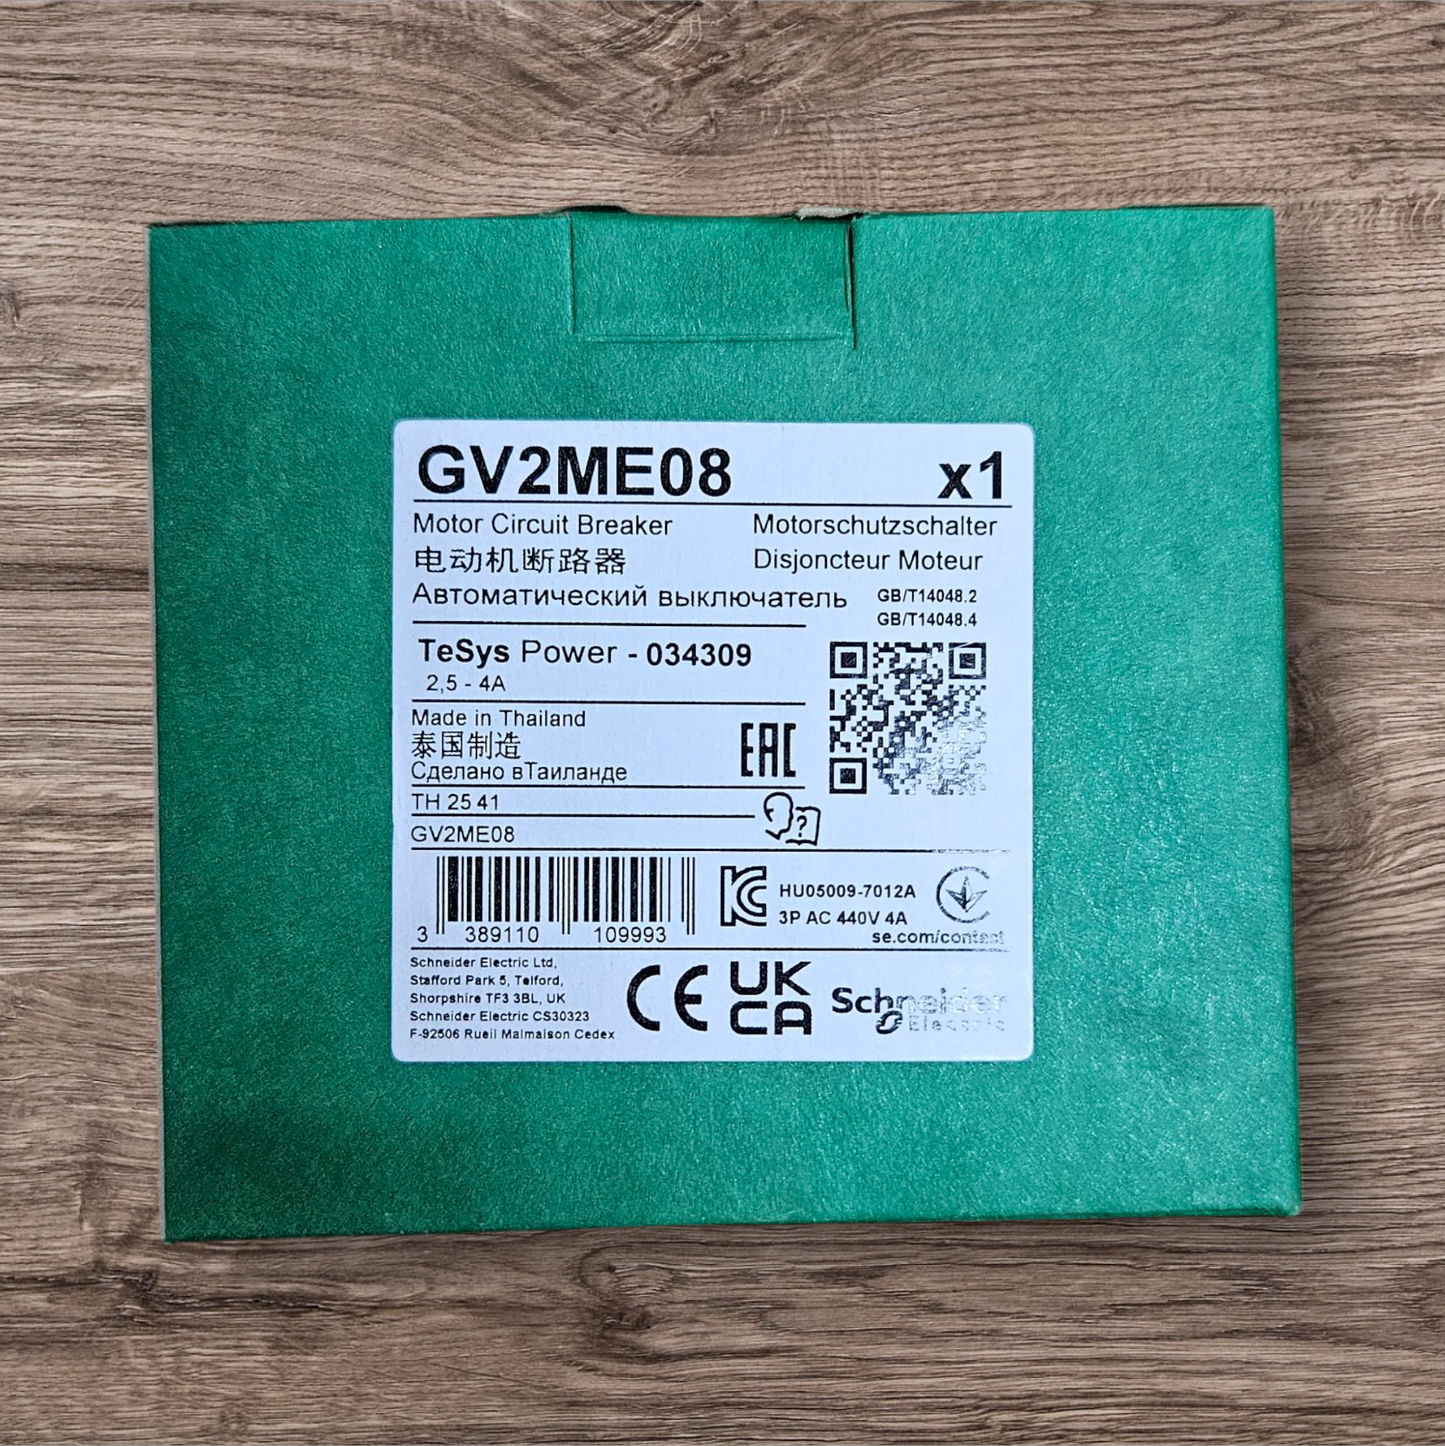 GV2ME08 x1
Motor Circuit Breaker Motorschutzschalter
电动机断路器 Disjoncteur Moteur
Автоматический выключатель GB/T14048.2
GB/T14048.4
TeSys Power - 034309
2,5 - 4A
Made in Thailand
泰国制造
Сделано вТаиланде
EAC
TH 25 41
GV2ME08
HU05009-7012A
3P AC 440V 4A
3 389110 109993
se.com/contact
Schneider Electric Ltd,
Stafford Park 5, Telford,
Shorpshire TF3 3BL, UK
Schneider Electric CS30323
F-92506 Rueil Malmaison Cedex
CE
UK
CA
Schneider
Electric